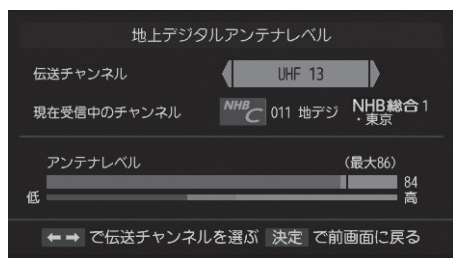 地上デジタルアンテナレベル
伝送チャンネル UHF 13
現在受信中のチャンネル NHB C 011 地デジ NHB総合1
・東京
アンテナレベル (最大86)
84
低 高
⬅➡ で伝送チャンネルを選ぶ 決定 で前画面に戻る